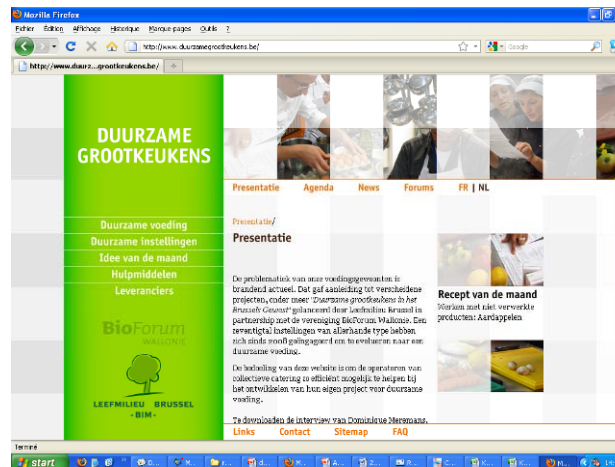 Mozilla Firefox
Fichier Édition Affichage Historique Marque-pages Outils ?
http://www.duurzamegrootkeukens.be/
Google
http://www.duurz...grootkeukens.be/
DUURZAME
GROOTKEUKENS
Presentatie Agenda News Forums FR | NL
Duurzame voeding
Duurzame instellingen
Idee van de maand
Hulpmiddelen
Leveranciers
BioForum
WALLONIE
LEEFMILIEU BRUSSEL
• BIM •
Presentatie/
Presentatie
De problematiek van onze voedingsgewoonten is
brandend actueel. Dat gaf aanleiding tot verscheidene
projecten, onder meer "Duurzame grootkeukens in het
Brussels Gewest" gelanceerd door Leefmilieu Brussel in
partnership met de vereniging BioForum Wallonie. Een
zeventigtal instellingen van allerhande type hebben
zich sinds 2008 geëngageerd om te evolueren naar een
duurzame voeding.
De bedoeling van deze website is om de operatoren van
collectieve catering zo efficiënt mogelijk te helpen bij
het ontwikkelen van hun eigen project voor duurzame
voeding.
Te downloaden de interview van Dominique Meremans,
Recept van de maand
Werken met niet verwerkte
producten: Aardappelen
Links Contact Sitemap FAQ
Terminé
start